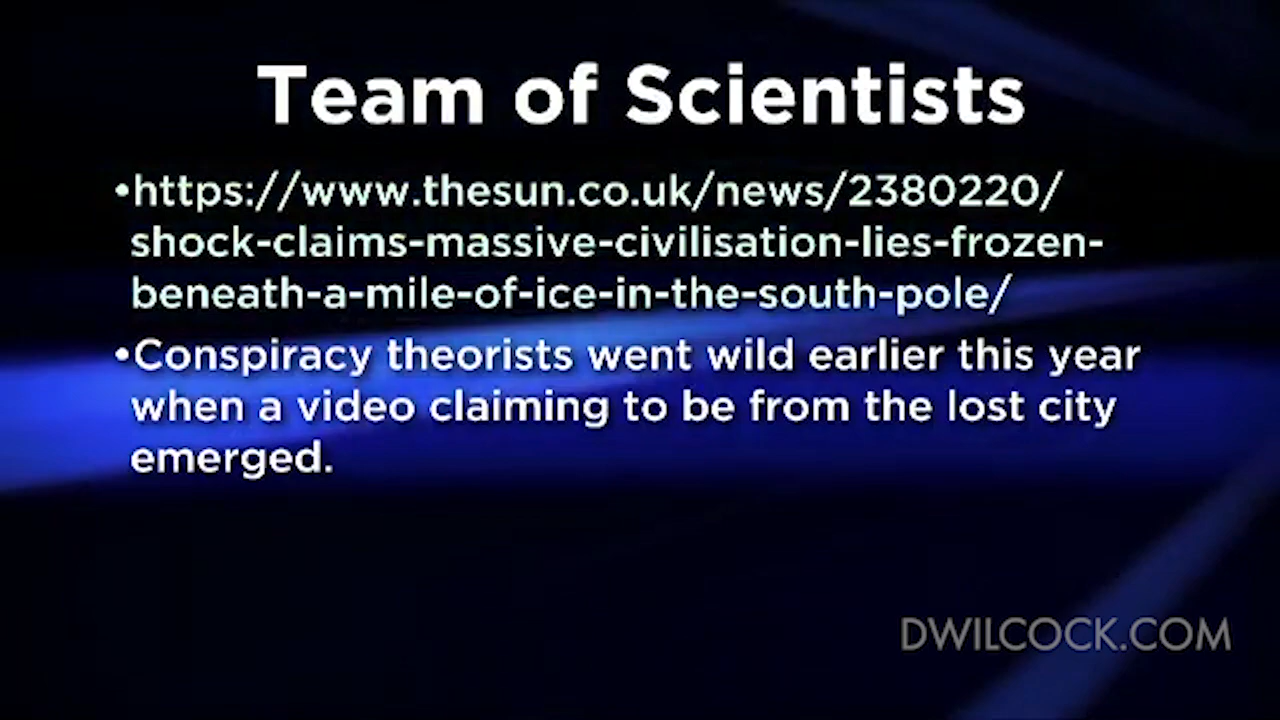 Team of Scientists
•https://www.thesun.co.uk/news/2380220/
shock-claims-massive-civilisation-lies-frozen-
beneath-a-mile-of-ice-in-the-south-pole/
•Conspiracy theorists went wild earlier this year
when a video claiming to be from the lost city
emerged.
DWILCOCK.COM